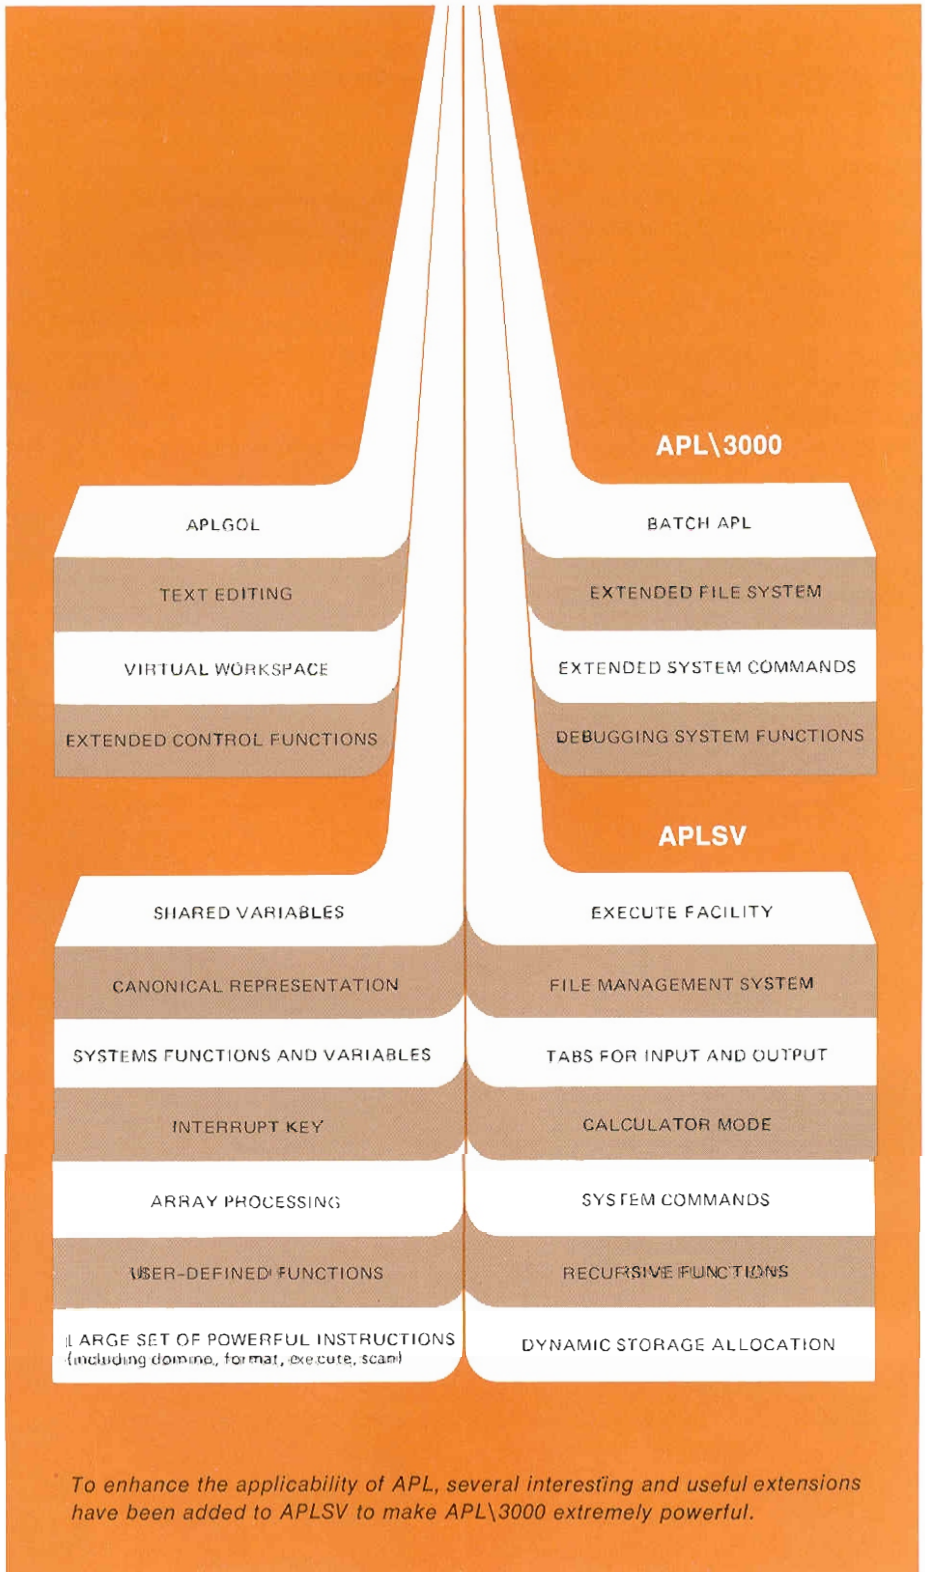 APL\3000
APLGOL
BATCH APL
TEXT EDITING
EXTENDED FILE SYSTEM
VIRTUAL WORKSPACE
EXTENDED SYSTEM COMMANDS
EXTENDED CONTROL FUNCTIONS
DEBUGGING SYSTEM FUNCTIONS
APLSV
SHARED VARIABLES
EXECUTE FACILITY
CANONICAL REPRESENTATION
FILE MANAGEMENT SYSTEM
SYSTEMS FUNCTIONS AND VARIABLES
TABS FOR INPUT AND OUTPUT
INTERRUPT KEY
CALCULATOR MODE
ARRAY PROCESSING
SYSTEM COMMANDS
USER-DEFINED FUNCTIONS
RECURSIVE FUNCTIONS
LARGE SET OF POWERFUL INSTRUCTIONS
(including domino, format, execute, scan)
DYNAMIC STORAGE ALLOCATION
To enhance the applicability of APL, several interesting and useful extensions
have been added to APLSV to make APL\3000 extremely powerful.